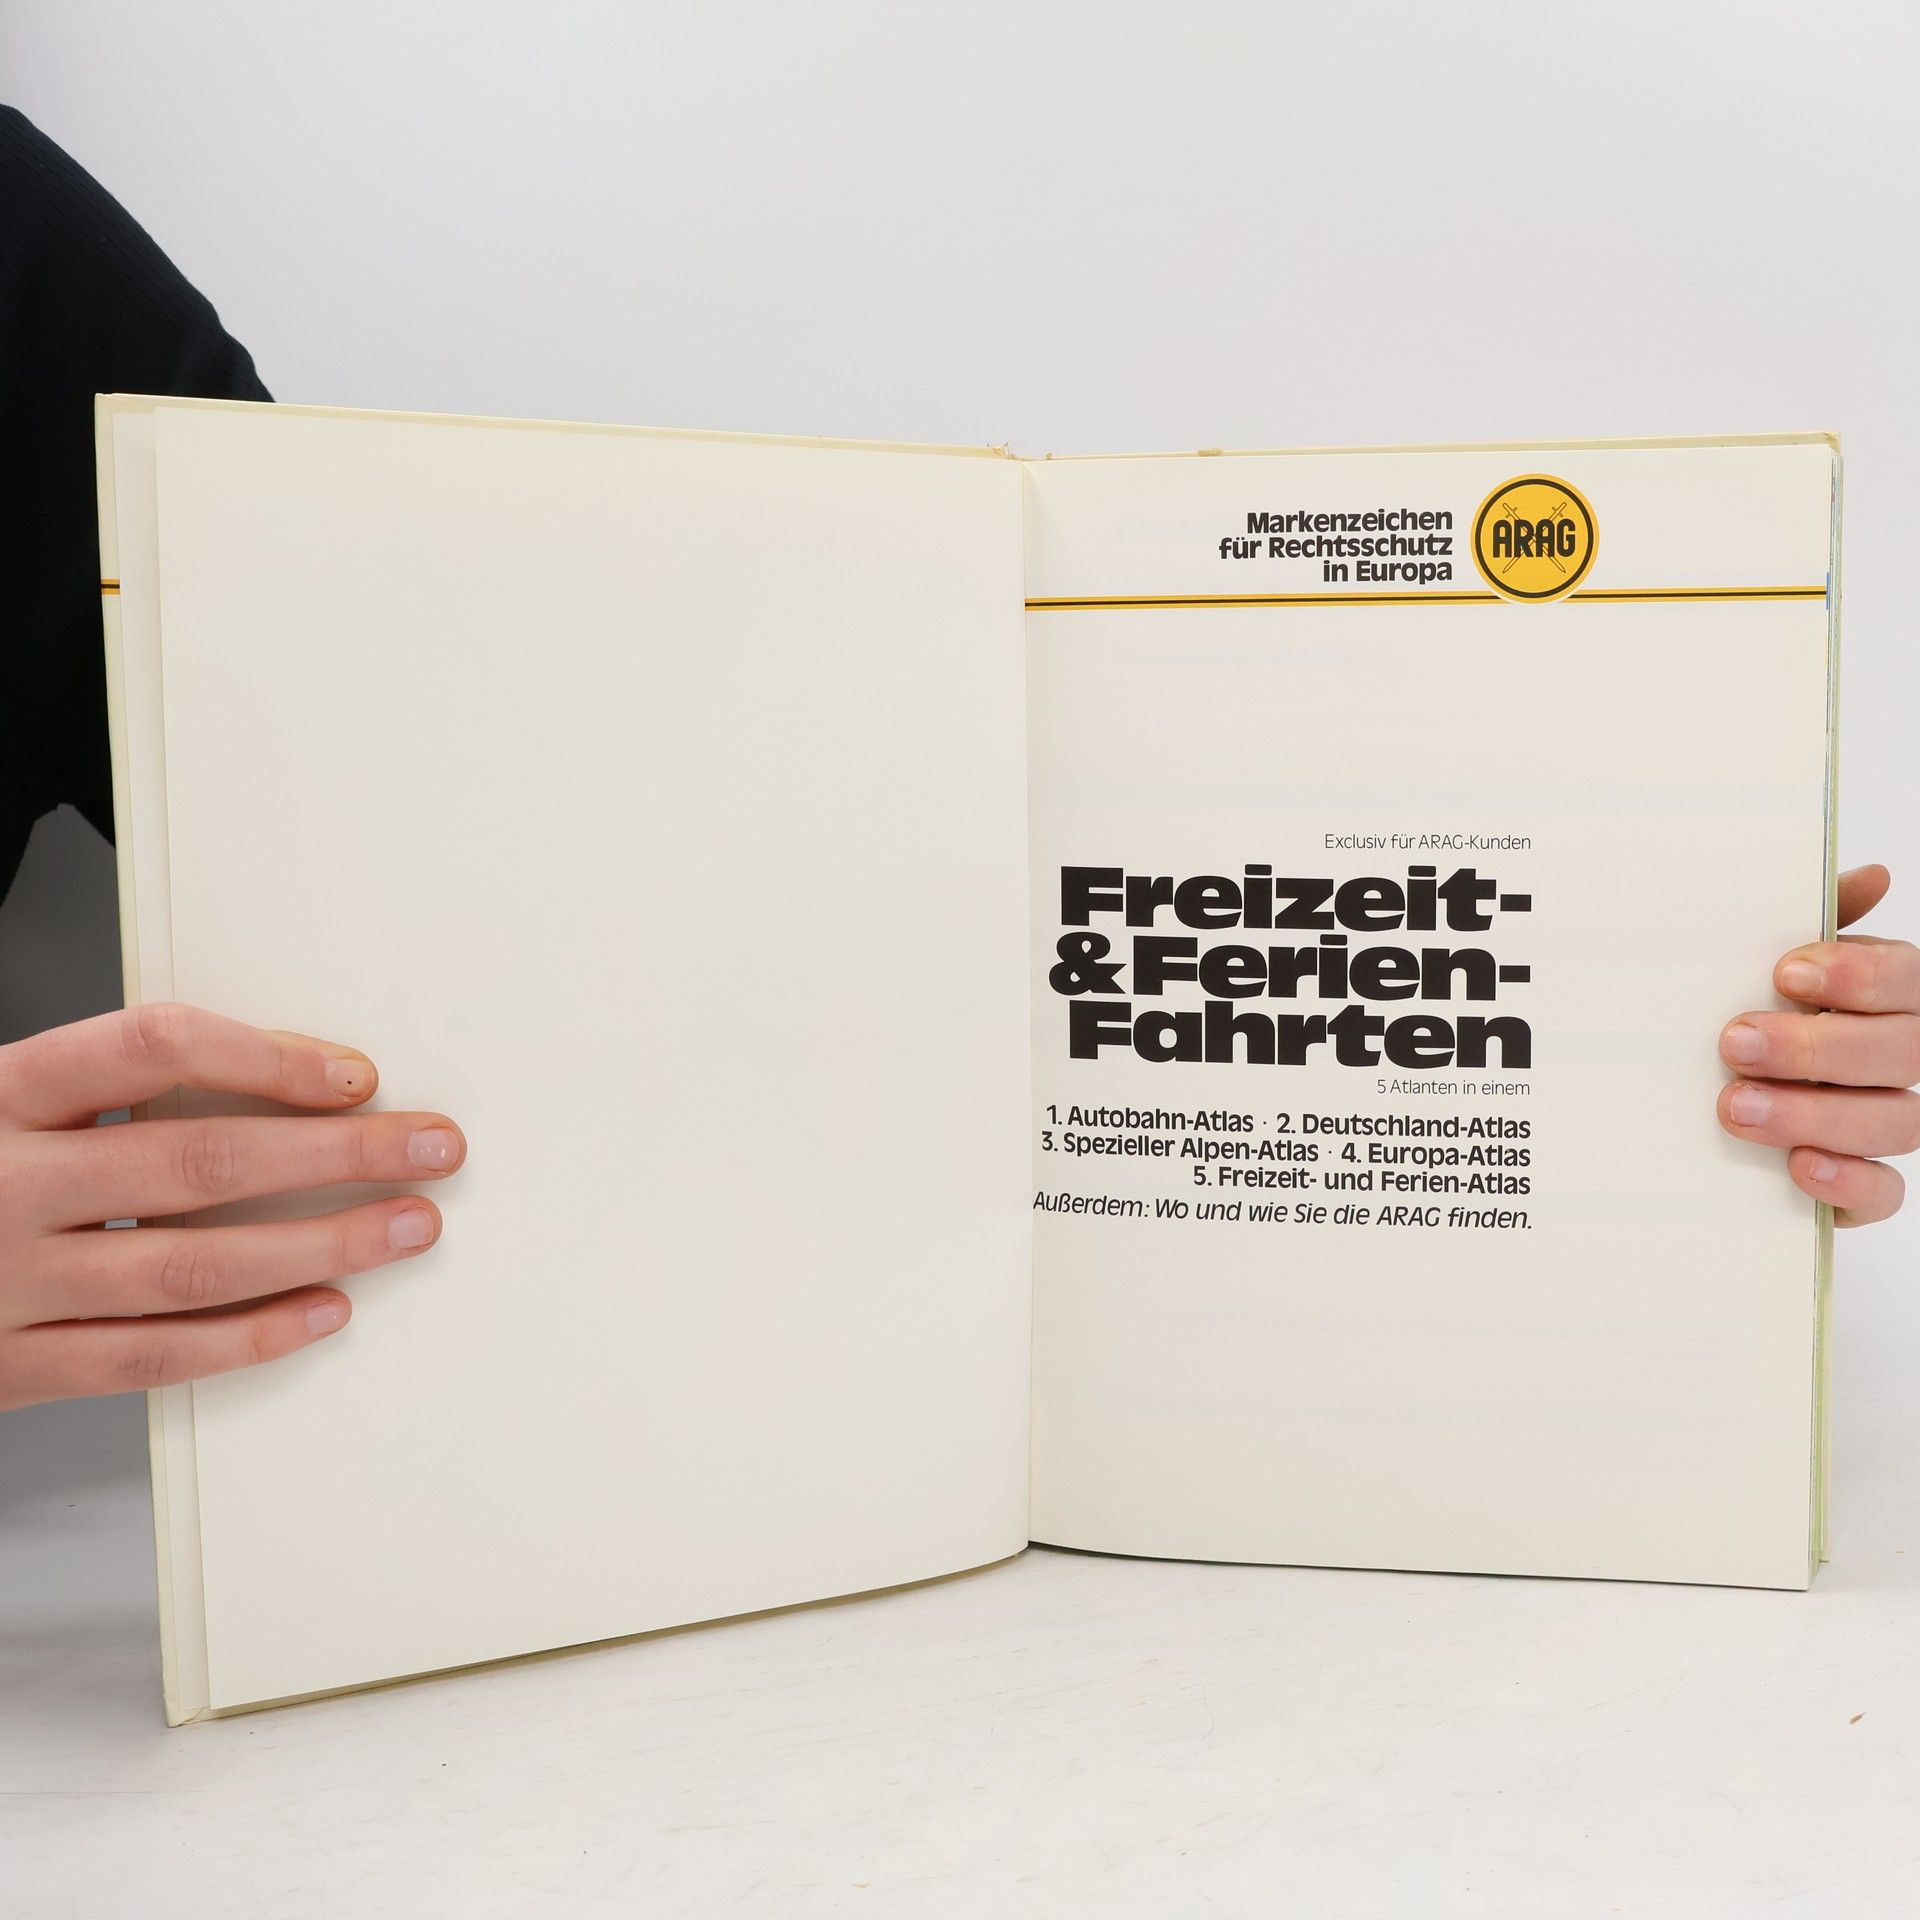 Markenzeichen
für Rechtsschutz
in Europa
ARAG
Exclusiv für ARAG-Kunden
Freizeit-
& Ferien-
Fahrten
5 Atlanten in einem
1. Autobahn-Atlas · 2. Deutschland-Atlas
3. Spezieller Alpen-Atlas · 4. Europa-Atlas
5. Freizeit- und Ferien-Atlas
Außerdem: Wo und wie Sie die ARAG finden.